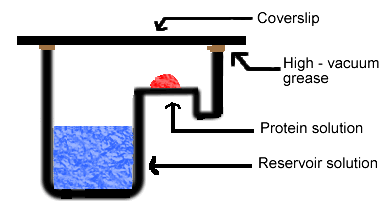 Coverslip
High - vacuum
grease
Protein solution
Reservoir solution